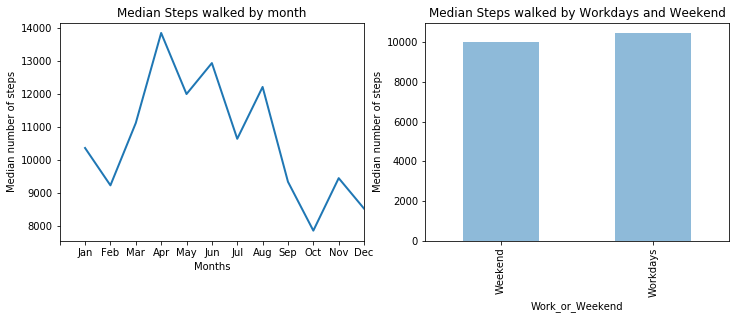 Median Steps walked by month
14000
13000
12000
11000
10000
9000
8000
Median number of steps
Jan Feb Mar Apr May Jun Jul Aug Sep Oct Nov Dec
Months
Median Steps walked by Workdays and Weekend
10000
8000
6000
4000
2000
0
Median number of steps
Weekend
Workdays
Work_or_Weekend